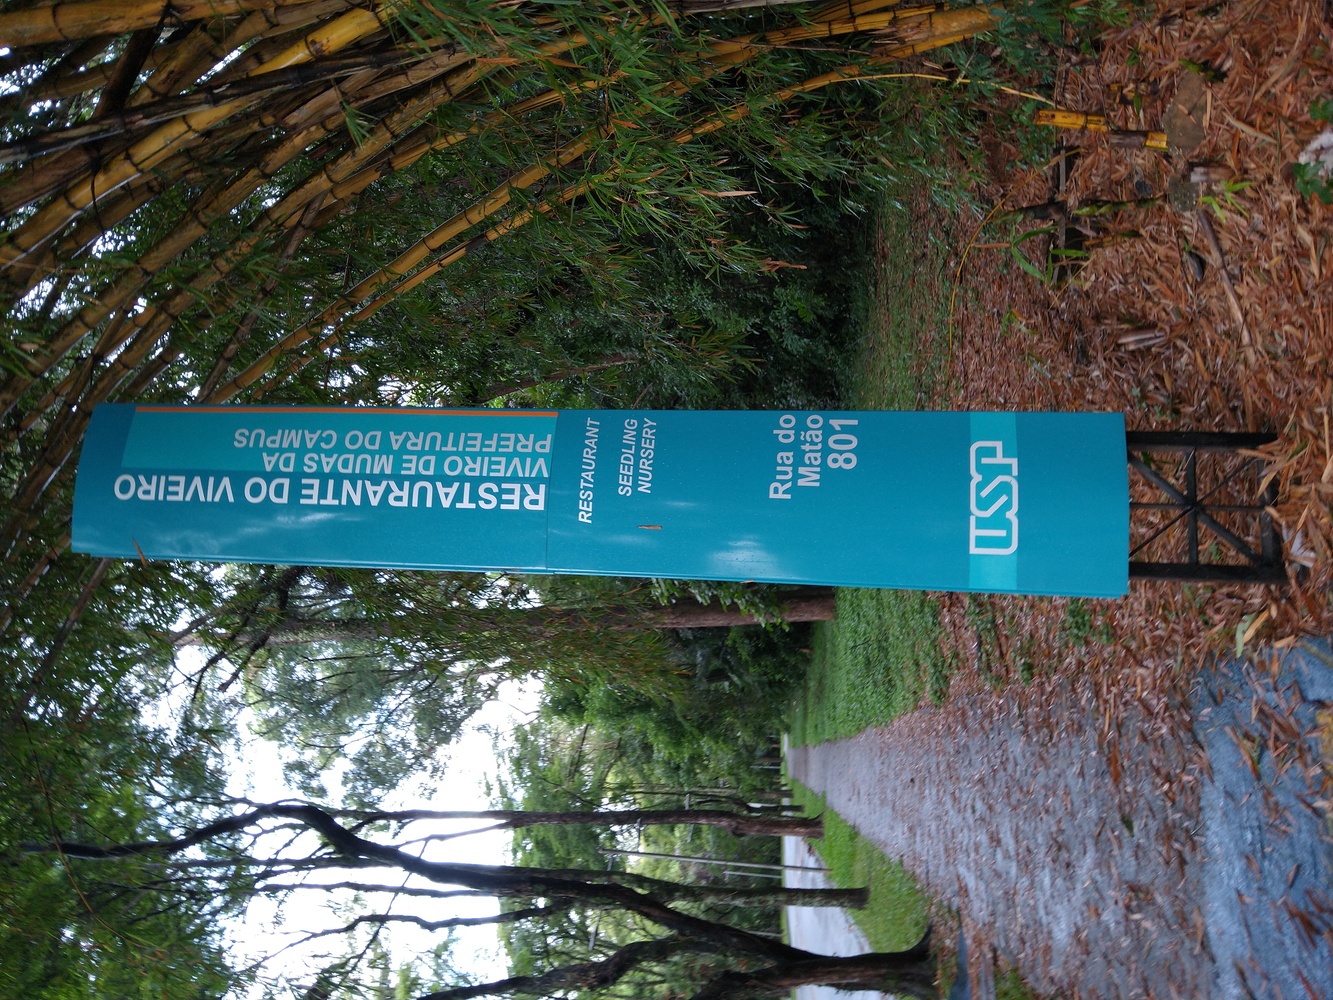 RESTAURANTE DO VIVEIRO
VIVEIRO DE MUDAS DA
PREFEITURA DO CAMPUS
RESTAURANT
SEEDLING
NURSERY
Rua do
Matão
801
USP